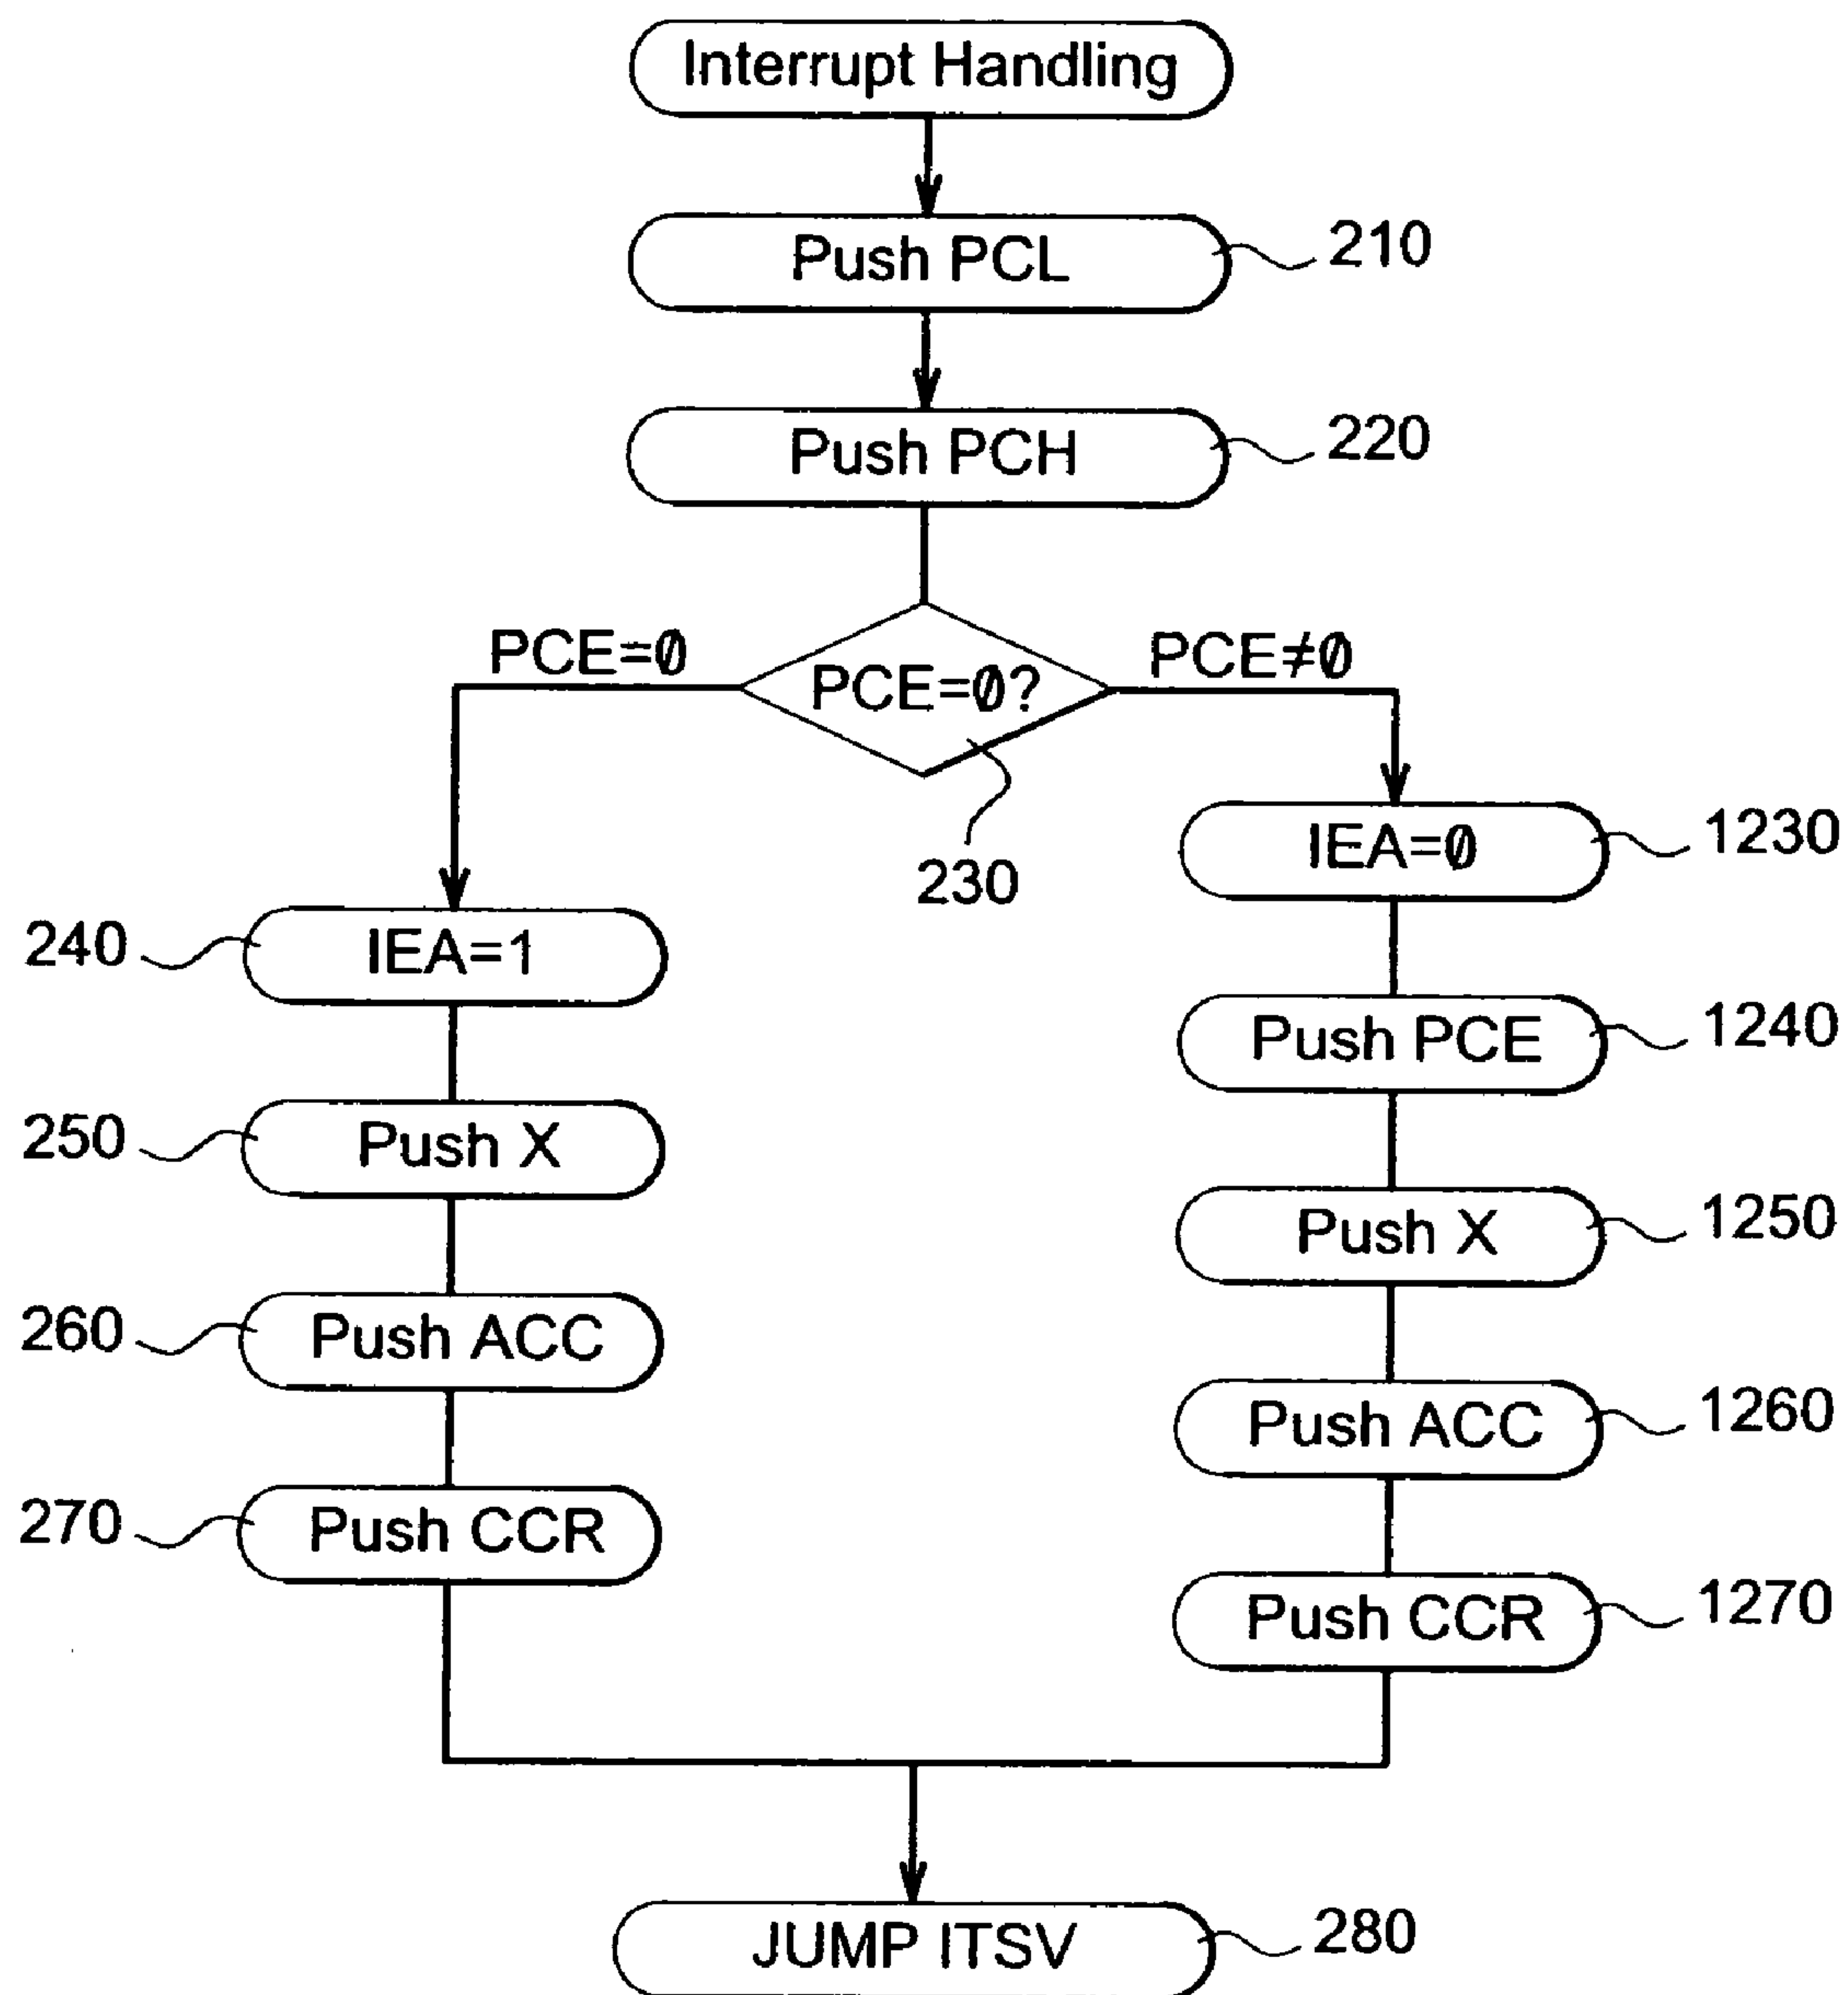 Interrupt Handling
Push PCL
210
Push PCH
220
PCE=0
PCE=0?
PCE≠0
230
IEA=0
1230
240
IEA=1
Push PCE
1240
250
Push X
Push X
1250
260
Push ACC
Push ACC
1260
270
Push CCR
Push CCR
1270
JUMP ITSV
280